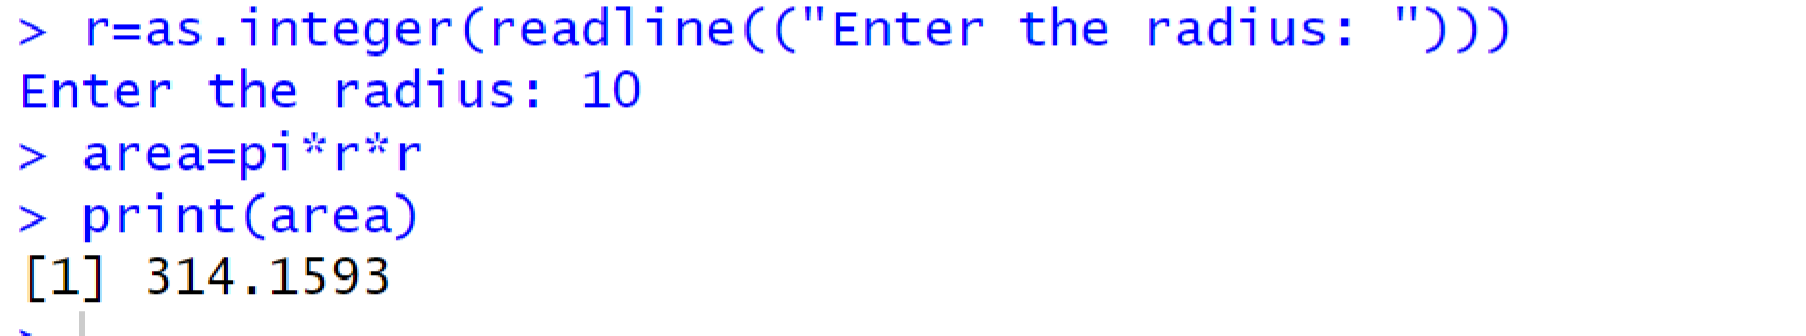 > r=as.integer(readline(("Enter the radius: ")))
Enter the radius: 10
> area=pi*r*r
> print(area)
[1] 314.1593
>